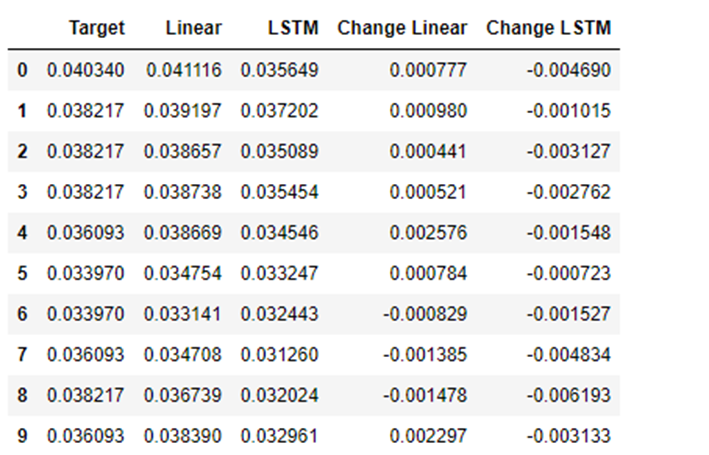 Target Linear LSTM Change Linear Change LSTM
0 0.040340 0.041116 0.035649 0.000777 -0.004690
1 0.038217 0.039197 0.037202 0.000980 -0.001015
2 0.038217 0.038657 0.035089 0.000441 -0.003127
3 0.038217 0.038738 0.035454 0.000521 -0.002762
4 0.036093 0.038669 0.034546 0.002576 -0.001548
5 0.033970 0.034754 0.033247 0.000784 -0.000723
6 0.033970 0.033141 0.032443 -0.000829 -0.001527
7 0.036093 0.034708 0.031260 -0.001385 -0.004834
8 0.038217 0.036739 0.032024 -0.001478 -0.006193
9 0.036093 0.038390 0.032961 0.002297 -0.003133